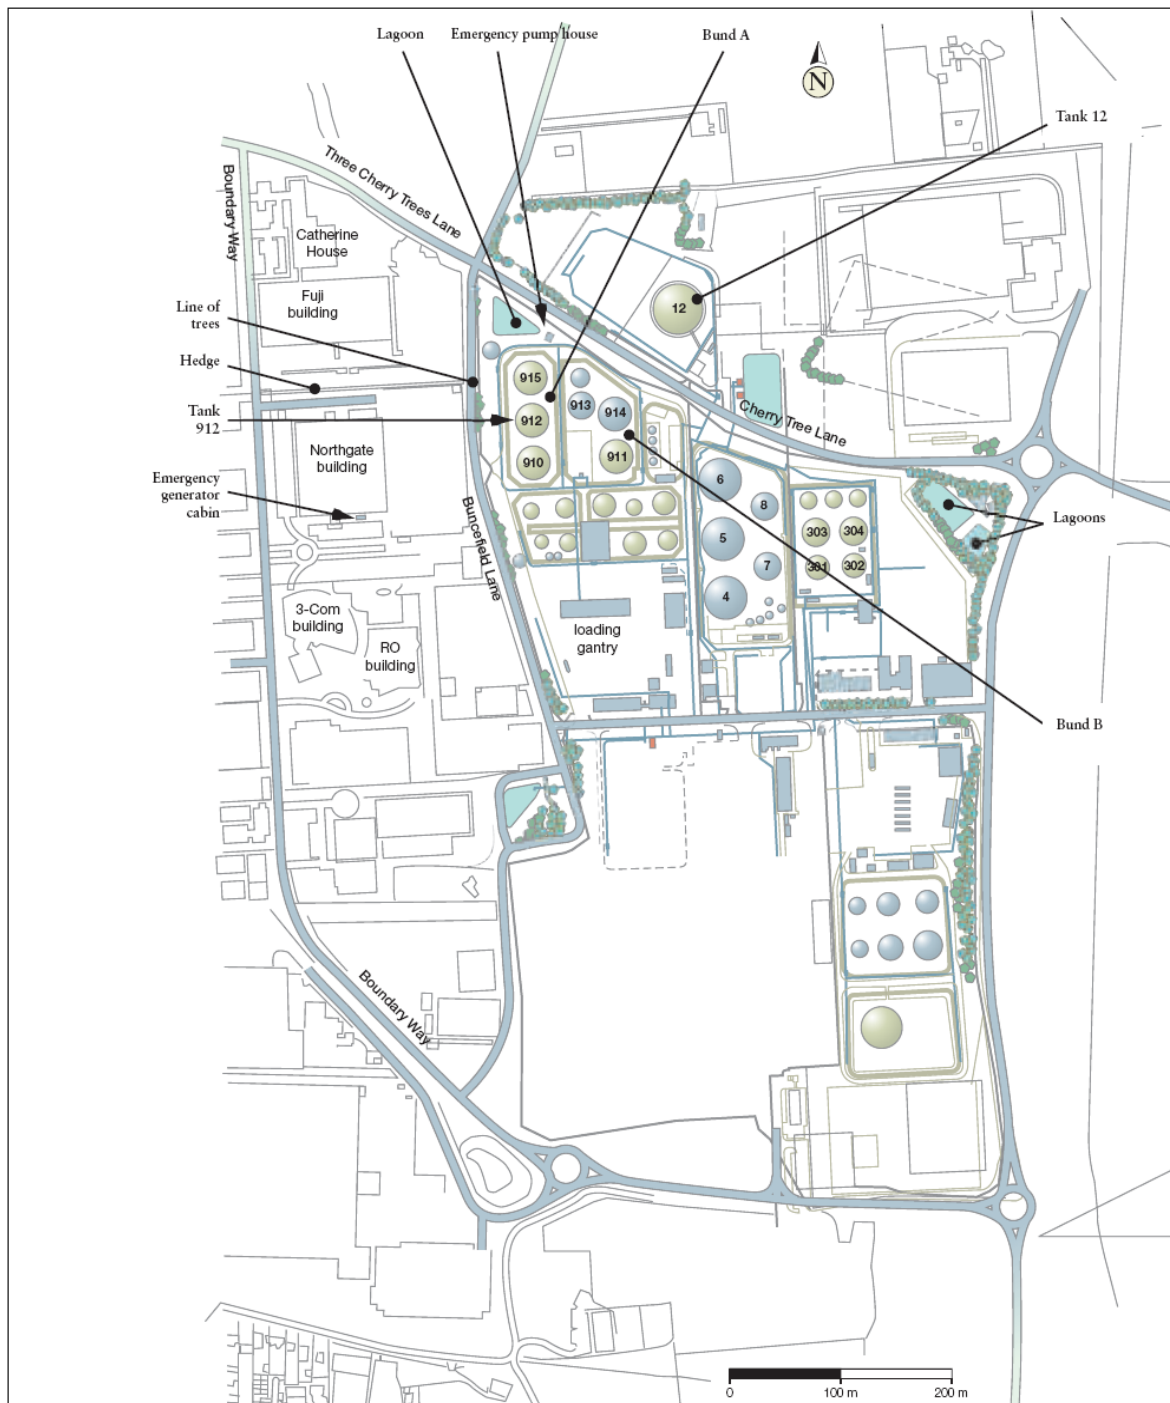 Lagoon
Emergency pump house
Bund A
N
Tank 12
Three Cherry Trees Lane
Boundary Way
Catherine
House
Fuji
building
Line of
trees
12
Hedge
915
913
914
Tank
912
912
Cherry Tree Lane
Northgate
building
910
911
Emergency
generator
cabin
6
8
303
304
Lagoons
5
7
301
302
Buncefield Lane
4
3-Com
building
RO
building
loading
gantry
Bund B
Boundary Way
0
100 m
200 m